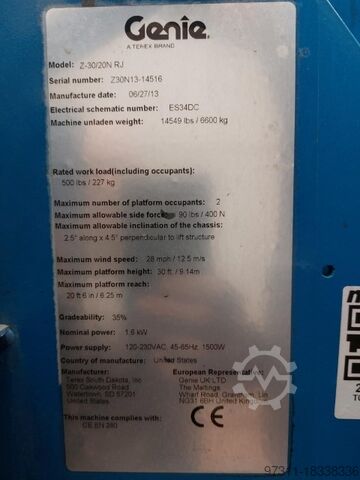 Genie
A TEREX BRAND
Model: Z-30/20N RJ
Serial number: Z30N13-14516
Manufacture date: 06/27/13
Electrical schematic number: ES34DC
Machine unladen weight: 14549 lbs / 6600 kg
Rated work load(including occupants):
500 lbs / 227 kg
Maximum number of platform occupants: 2
Maximum allowable side force: 90 lbs / 400 N
Maximum allowable inclination of the chassis:
2.5° along x 4.5° perpendicular to lift structure
Maximum wind speed: 28 mph / 12.5 m/s
Maximum platform height: 30 ft. / 9.14m
Maximum platform reach:
20 ft 6 in / 6.25 m
Gradeability: 35%
Nominal power: 1.6 kW
Power supply: 120-230VAC, 45-65Hz, 1500W
Country of manufacture: United States
Manufacturer: European Representative:
Terex South Dakota, Inc Genie UK LTD
500 Oakwood Road The Maltings
Watertown, SD 57201 Wharf Road, Grantham, Lin
United States NG31 6BH United Kingdom
This machine complies with:
CE EN 280
CE
97341-18338336